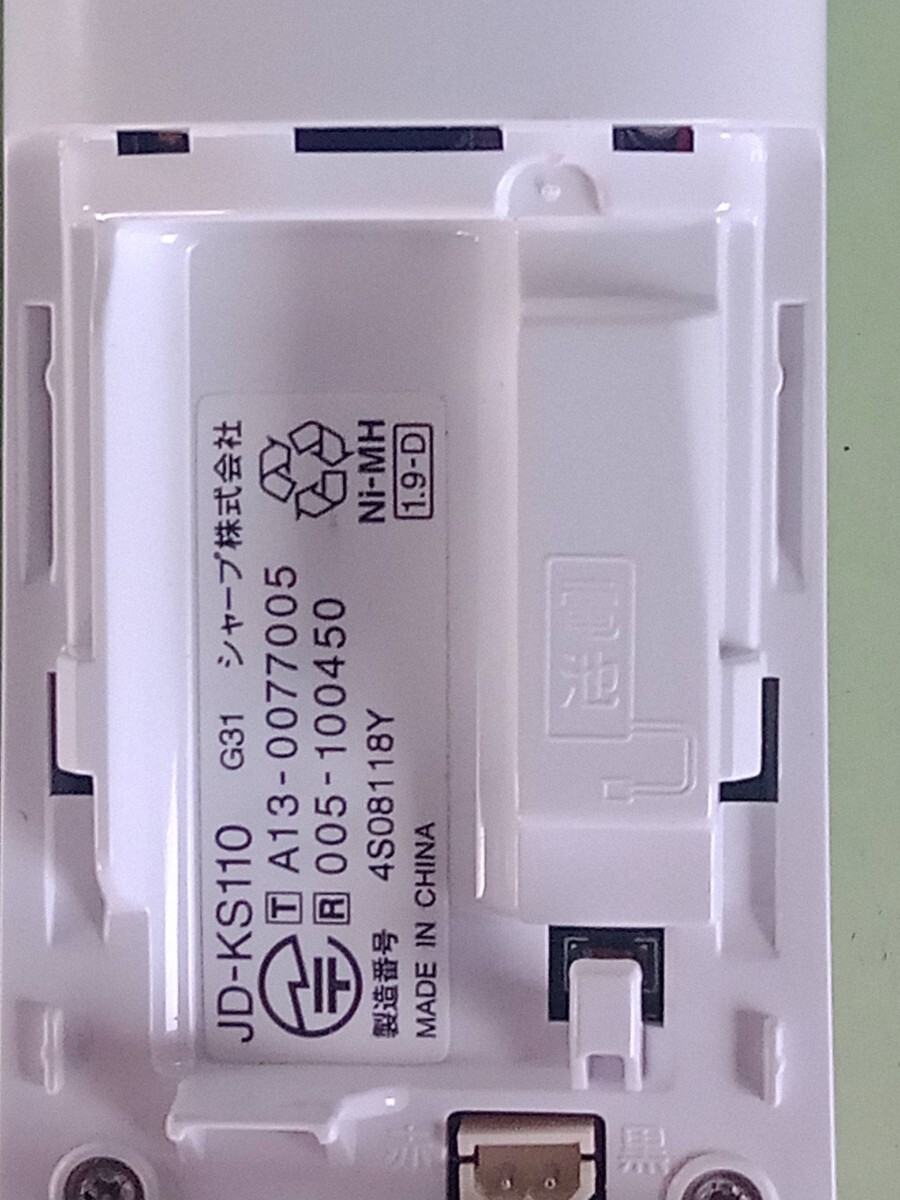 JD-KS110 G31 シャープ株式会社
T A13-0077005
R 005-100450
製造番号 4S08118Y
MADE IN CHINA
Ni-MH
1.9-D
電池
赤
黒